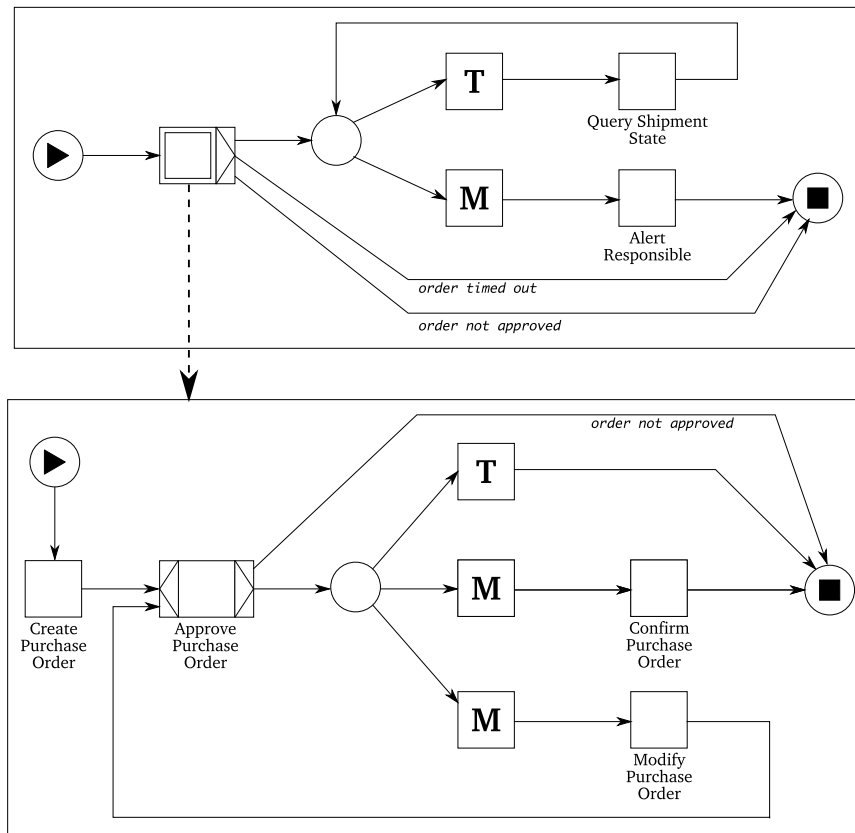 T
Query Shipment
State
M
Alert
Responsible
order timed out
order not approved
order not approved
T
Create
Purchase
Order
Approve
Purchase
Order
M
Confirm
Purchase
Order
M
Modify
Purchase
Order